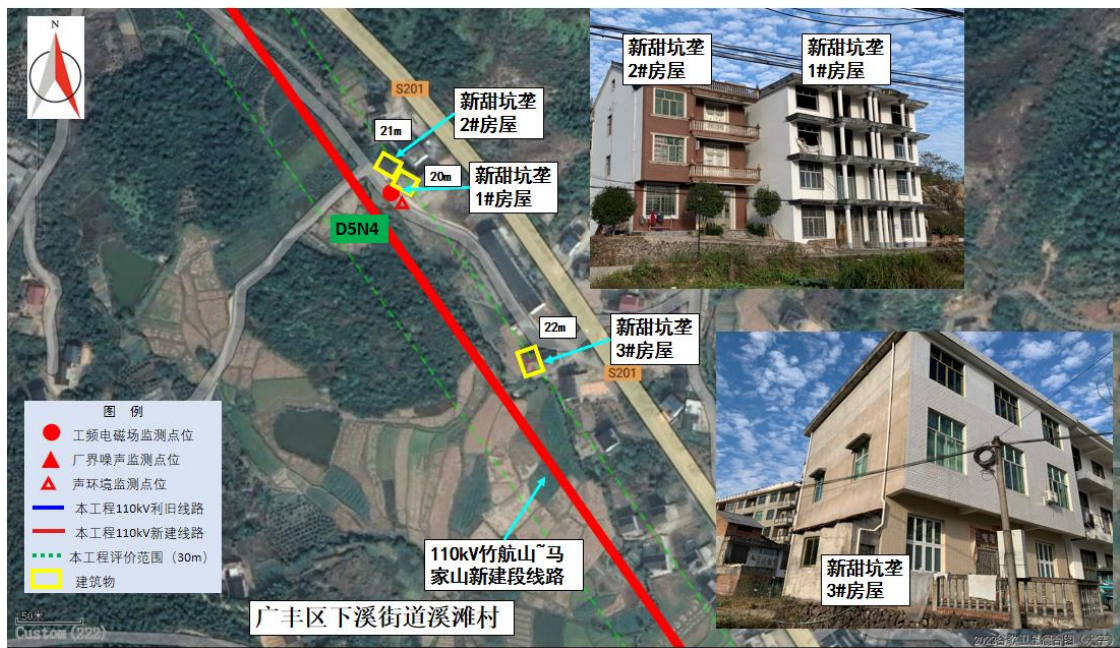 N
S201
新甜坑垄
2#房屋
21m
20m
新甜坑垄
1#房屋
D5N4
22m
新甜坑垄
3#房屋
S201
110kV竹航山~马
家山新建段线路
广丰区下溪街道溪滩村
新甜坑垄
2#房屋
新甜坑垄
1#房屋
新甜坑垄
3#房屋
图 例
工频电磁场监测点位
厂界噪声监测点位
声环境监测点位
本工程110kV利旧线路
本工程110kV新建线路
本工程评价范围（30m）
建筑物
50米
Custom(222)